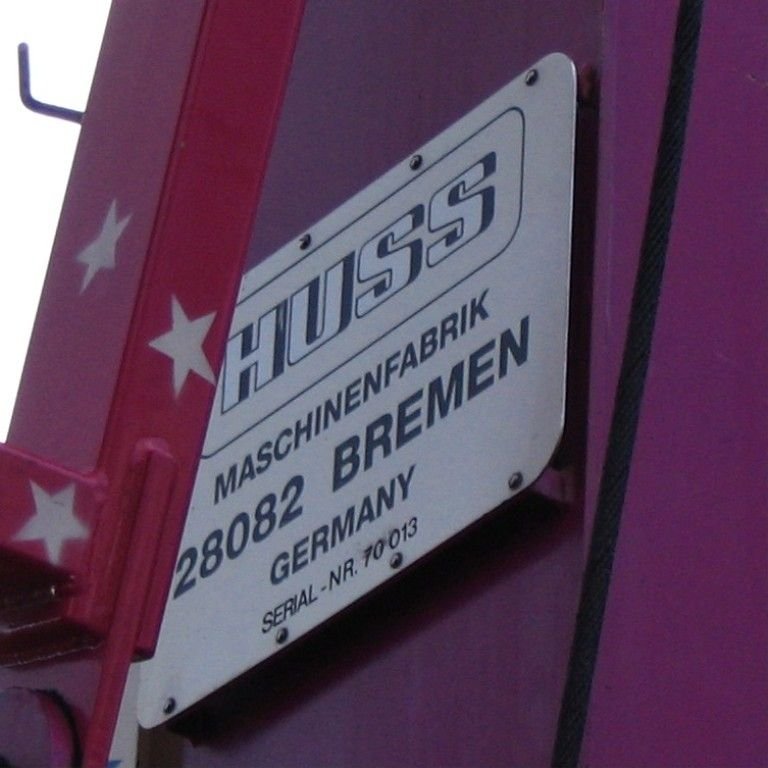 HUSS
MASCHINENFABRIK
28082 BREMEN
GERMANY
SERIAL-NR. 70 013